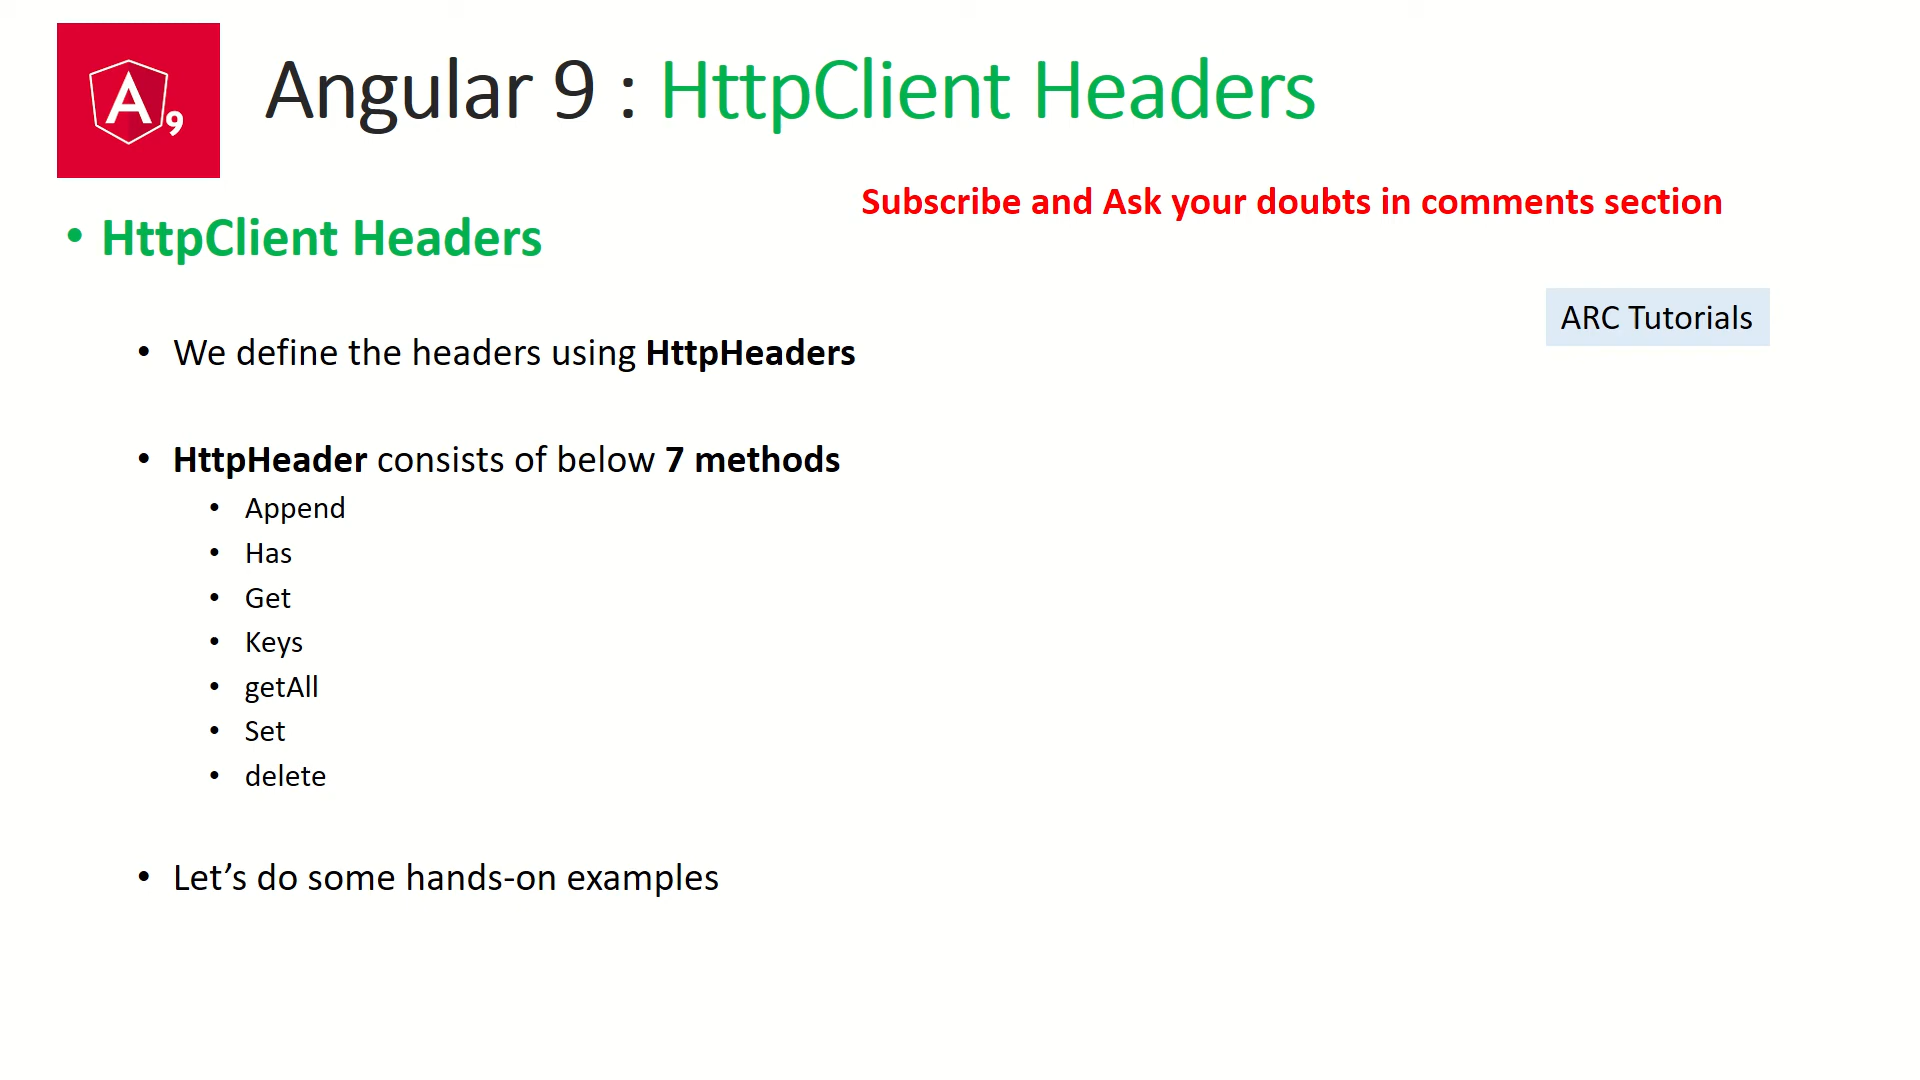 A9
Angular 9 : HttpClient Headers
Subscribe and Ask your doubts in comments section
• HttpClient Headers
ARC Tutorials
• We define the headers using HttpHeaders
• HttpHeader consists of below 7 methods
• Append
• Has
• Get
• Keys
• getAll
• Set
• delete
• Let’s do some hands-on examples